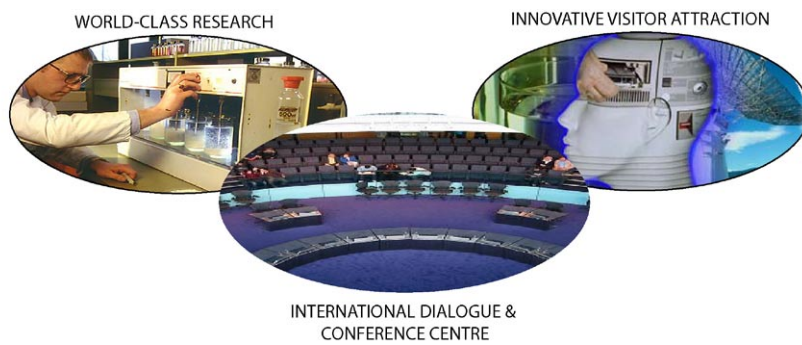 WORLD-CLASS RESEARCH
INNOVATIVE VISITOR ATTRACTION
INTERNATIONAL DIALOGUE &
CONFERENCE CENTRE